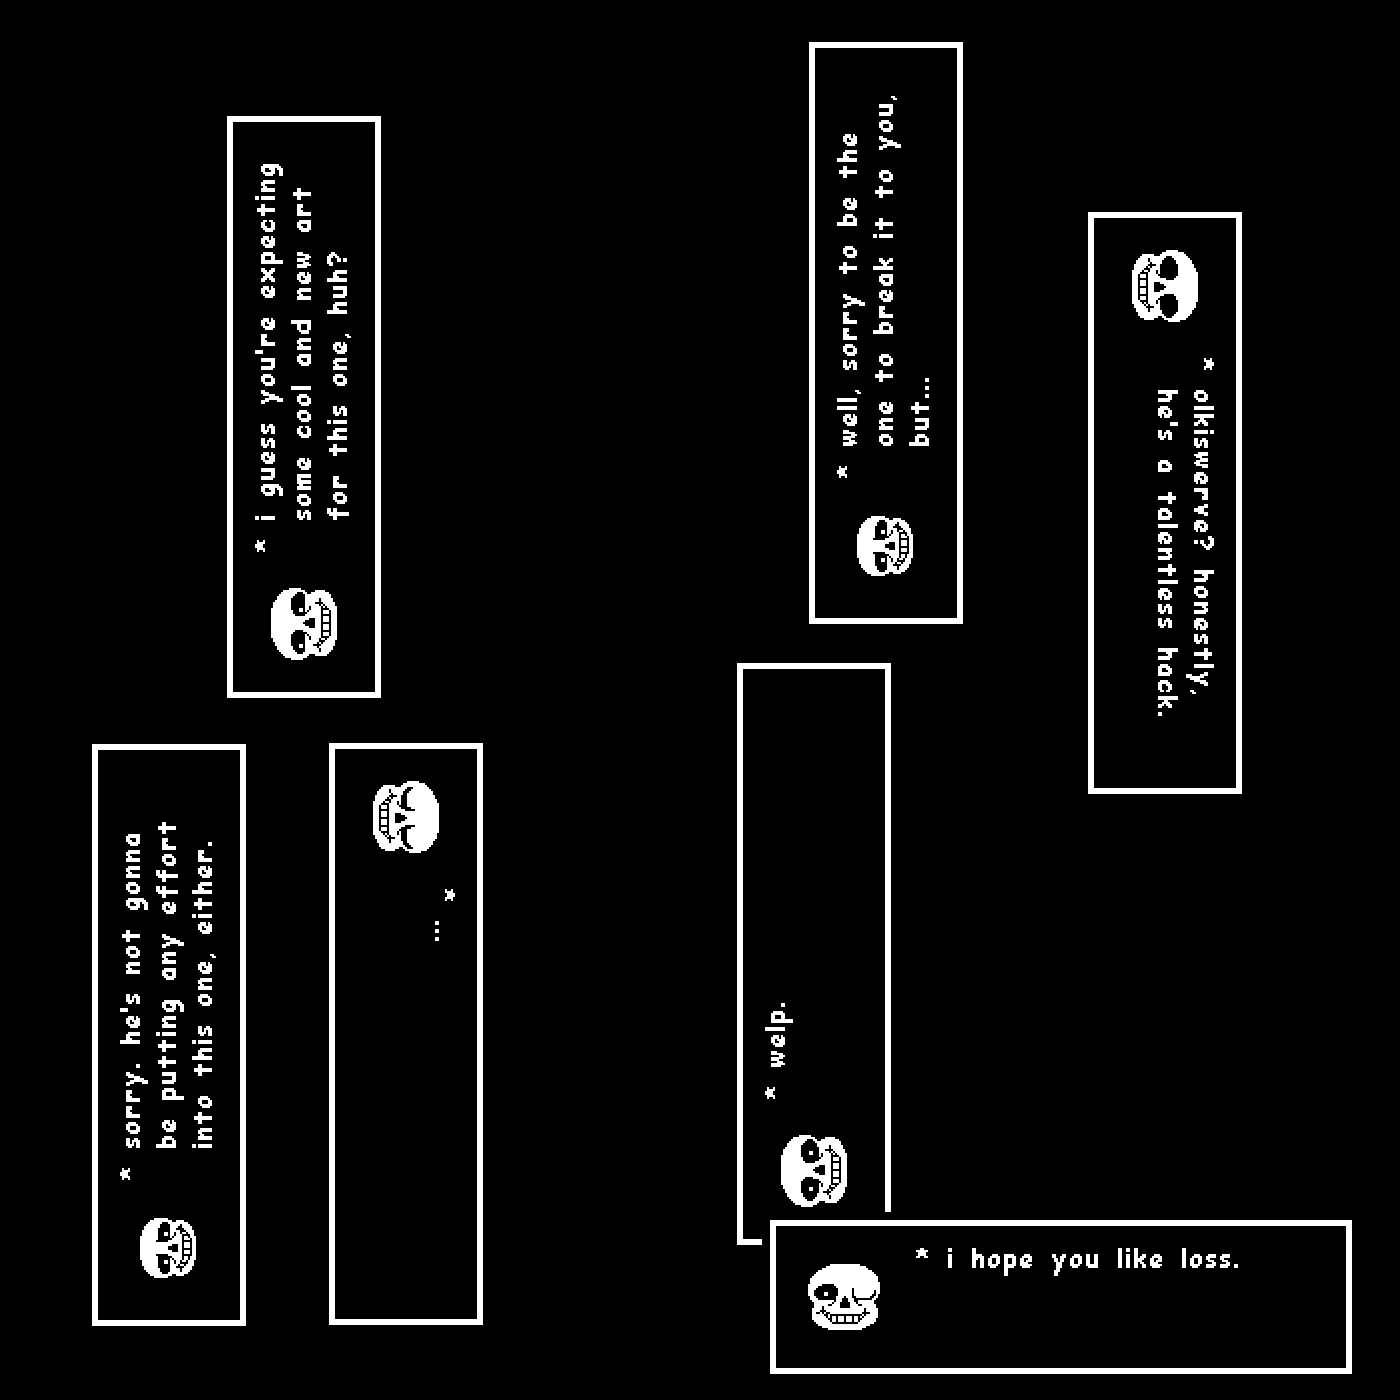 * i guess you're expecting
some cool and new art
for this one, huh?
* well, sorry to be the
one to break it to you,
but...
* olkiswerve? honestly,
he's a talentless hack.
* sorry. he's not gonna
be putting any effort
into this one, either.
*
...
* welp.
* i hope you like loss.